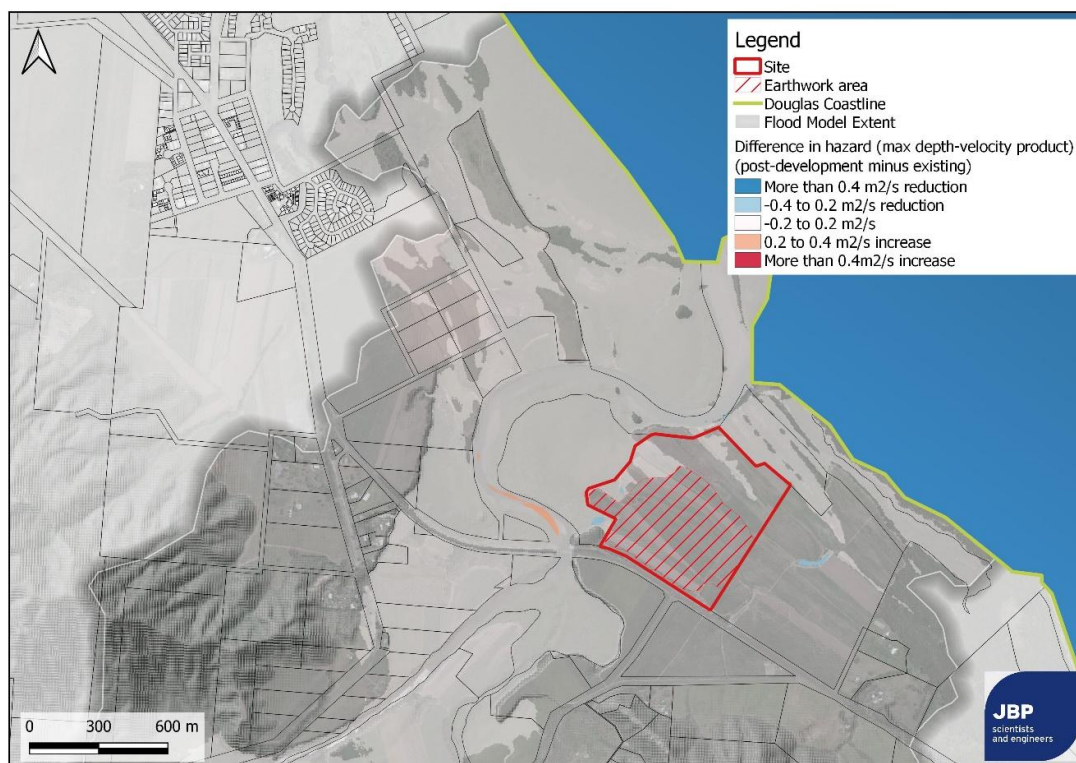 Legend
Site
Earthwork area
Douglas Coastline
Flood Model Extent
Difference in hazard (max depth-velocity product)
(post-development minus existing)
More than 0.4 m2/s reduction
-0.4 to 0.2 m2/s reduction
-0.2 to 0.2 m2/s
0.2 to 0.4 m2/s increase
More than 0.4m2/s increase
0 300 600 m
JBP
scientists
and engineers